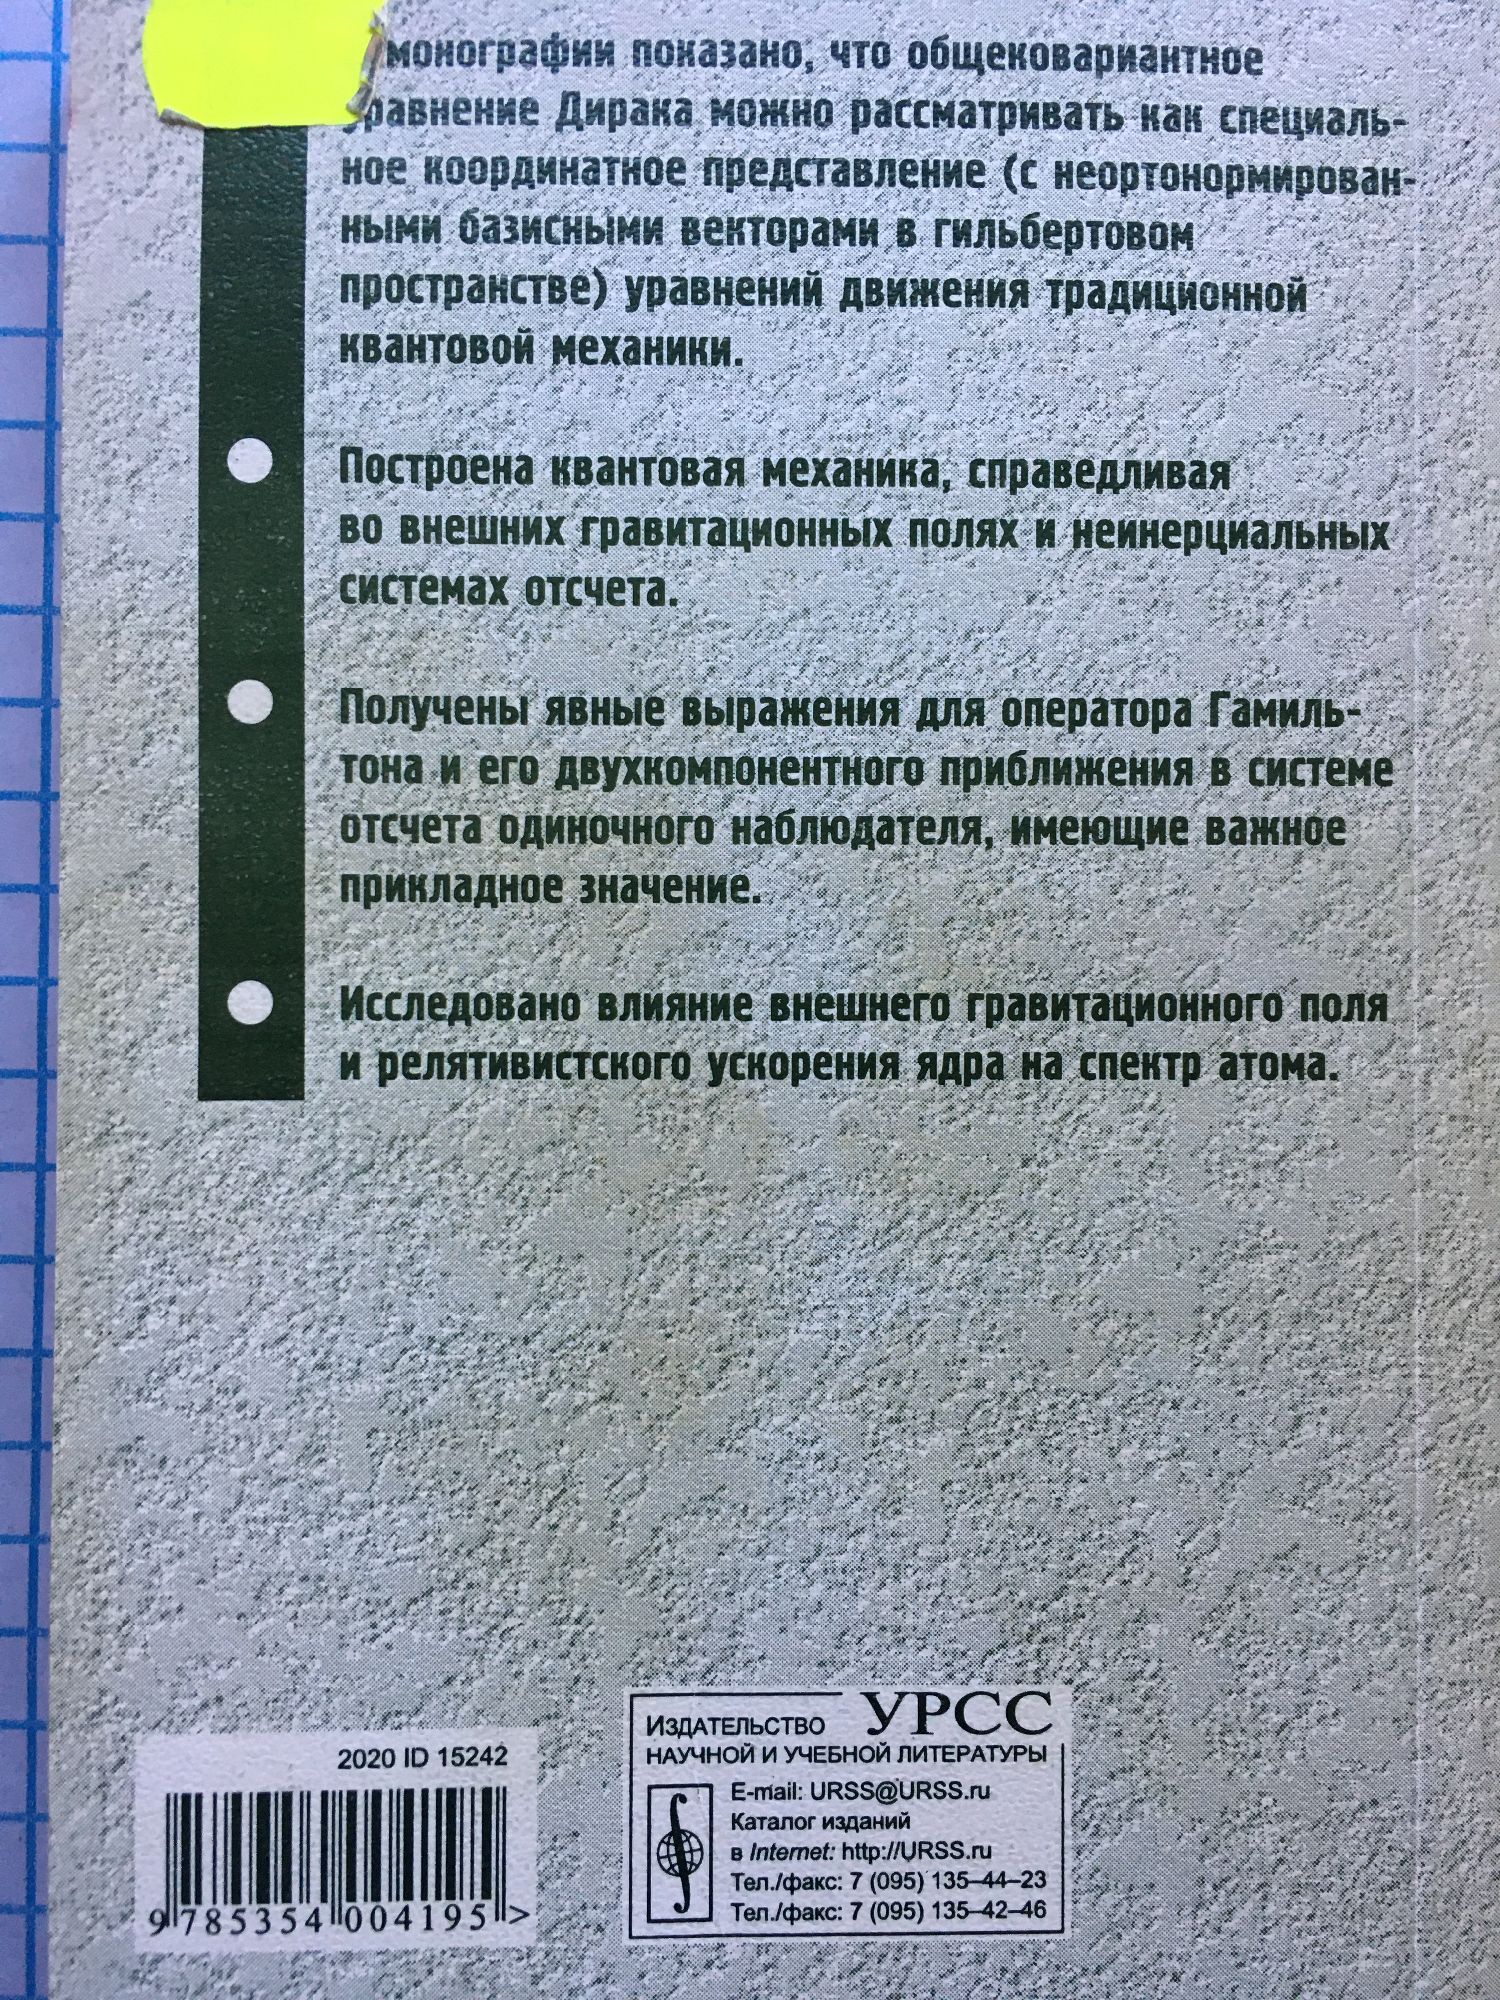 монографии показано, что общековариантное
уравнение Дирака можно рассматривать как специаль-
ное координатное представление (с неортонормирован-
ными базисными векторами в гильбертовом
пространстве) уравнений движения традиционной
квантовой механики.
Построена квантовая механика, справедливая
во внешних гравитационных полях и неинерциальных
системах отсчета.
Получены явные выражения для оператора Гамиль-
тона и его двухкомпонентного приближения в системе
отсчета одиночного наблюдателя, имеющие важное
прикладное значение.
Исследовано влияние внешнего гравитационного поля
и релятивистского ускорения ядра на спектр атома.
2020 ID 15242
9 785354 004195 >
Издательство УРСС
научной и учебной литературы
E-mail: URSS@URSS.ru
Каталог изданий
в Internet: http://URSS.ru
Тел./факс: 7 (095) 135–44–23
Тел./факс: 7 (095) 135–42–46